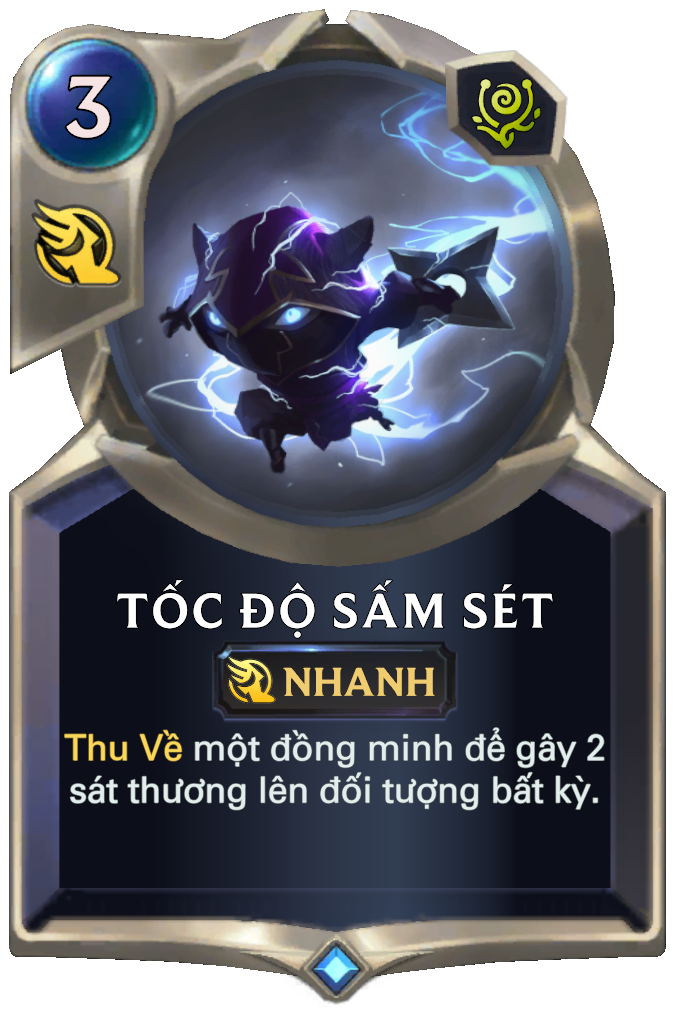 3
TỐC ĐỘ SẤM SÉT
NHANH
Thu Về một đồng minh để gây 2
sát thương lên đối tượng bất kỳ.